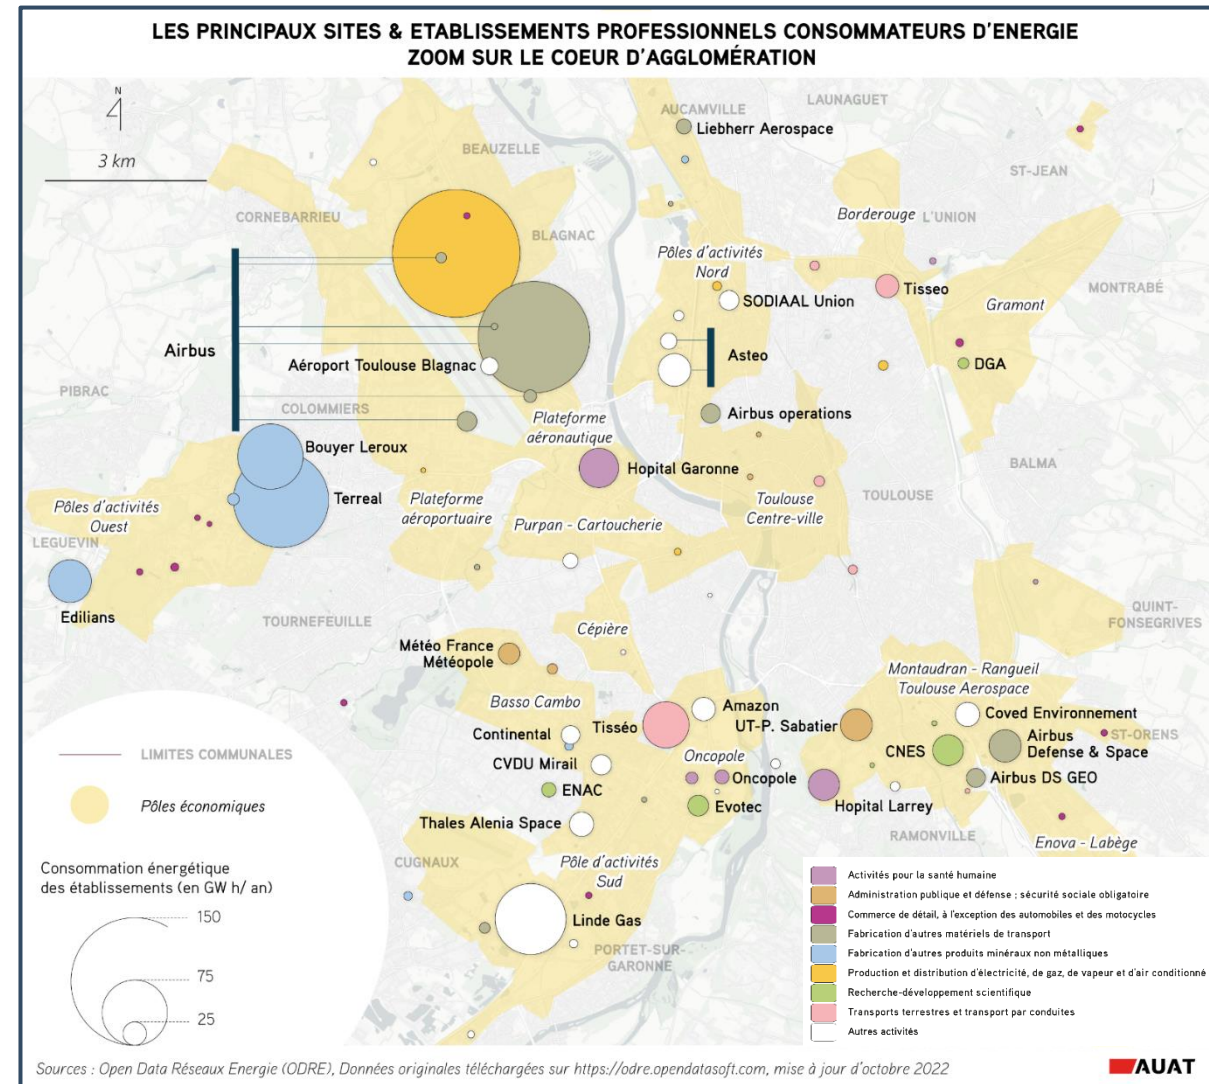 LES PRINCIPAUX SITES & ETABLISSEMENTS PROFESSIONNELS CONSOMMATEURS D'ENERGIE
ZOOM SUR LE COEUR D'AGGLOMÉRATION
N
3 km
AUCAMVILLE
LAUNAGUET
Liebherr Aerospace
BEAUZELLE
ST-JEAN
CORNEBARRIEU
Borderouge
L'UNION
BLAGNAC
Pôles d'activités
Nord
MONTRABÉ
Tisseo
SODIAAL Union
Gramont
Airbus
Asteo
Aéroport Toulouse Blagnac
DGA
PIBRAC
COLOMMIERS
Airbus operations
Plateforme
aéronautique
Bouyer Leroux
BALMA
Hopital Garonne
Terreal
Plateforme
aéroportuaire
Toulouse
Centre-ville
TOULOUSE
Pôles d'activités
Ouest
Purpan - Cartoucherie
LEGUEVIN
Edilians
TOURNEFEUILLE
QUINT-
FONSEGRIVES
Cépière
Météo France
Météopole
Montaudran - Rangueil
Toulouse Aerospace
Basso Cambo
Amazon
Coved Environnement
Tisséo
UT-P. Sabatier
Continental
ST-ORENS
Airbus
Defense & Space
CNES
Oncopole
CVDU Mirail
Oncopole
Airbus DS GEO
ENAC
Evotec
Hopital Larrey
Thales Alenia Space
RAMONVILLE
Enova - Labège
CUGNAUX
Pôle d'activités
Sud
Linde Gas
PORTET-SUR-
GARONNE
LIMITES COMMUNALES
Pôles économiques
Consommation énergétique
des établissements (en GW h/ an)
150
75
25
Activités pour la santé humaine
Administration publique et défense ; sécurité sociale obligatoire
Commerce de détail, à l'exception des automobiles et des motocycles
Fabrication d'autres matériels de transport
Fabrication d'autres produits minéraux non métalliques
Production et distribution d'électricité, de gaz, de vapeur et d'air conditionné
Recherche-développement scientifique
Transports terrestres et transport par conduites
Autres activités
Sources : Open Data Réseaux Energie (ODRE), Données originales téléchargées sur https://odre.opendatasoft.com, mise à jour d'octobre 2022
AUAT